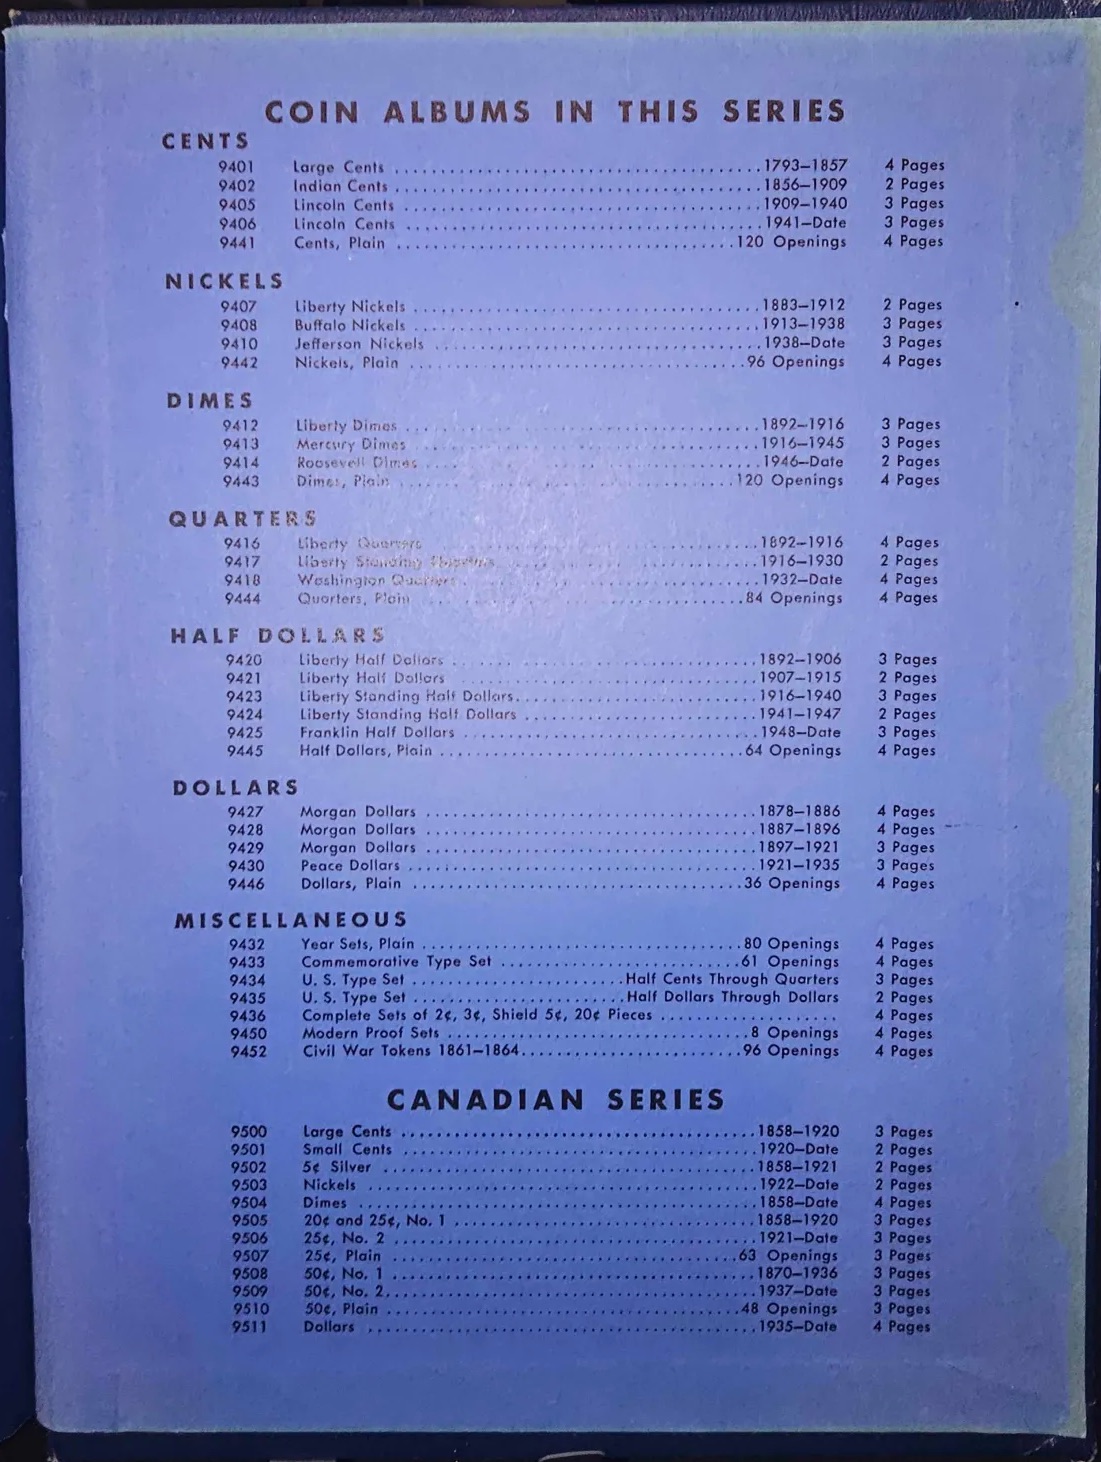 COIN ALBUMS IN THIS SERIES
CENTS
9401 Large Cents ........................................ 1793–1857 4 Pages
9402 Indian Cents ........................................ 1856–1909 2 Pages
9405 Lincoln Cents ........................................ 1909–1940 3 Pages
9406 Lincoln Cents ........................................ 1941–Date 3 Pages
9441 Cents, Plain ..................................... 120 Openings 4 Pages
NICKELS
9407 Liberty Nickels ...................................... 1883–1912 2 Pages
9408 Buffalo Nickels ...................................... 1913–1938 3 Pages
9410 Jefferson Nickels .................................... 1938–Date 3 Pages
9442 Nickels, Plain .................................... 96 Openings 4 Pages
DIMES
9412 Liberty Dimes ........................................ 1892–1916 3 Pages
9413 Mercury Dimes ........................................ 1916–1945 3 Pages
9414 Roosevelt Dimes ...................................... 1946–Date 2 Pages
9443 Dimes, Plain ..................................... 120 Openings 4 Pages
QUARTERS
9416 Liberty Quarters ..................................... 1892–1916 4 Pages
9417 Liberty Standing Quarters ............................ 1916–1930 2 Pages
9418 Washington Quarters .................................. 1932–Date 4 Pages
9444 Quarters, Plain ................................... 84 Openings 4 Pages
HALF DOLLARS
9420 Liberty Half Dollars ................................. 1892–1906 3 Pages
9421 Liberty Half Dollars ................................. 1907–1915 2 Pages
9423 Liberty Standing Half Dollars ........................ 1916–1940 3 Pages
9424 Liberty Standing Half Dollars ........................ 1941–1947 2 Pages
9425 Franklin Half Dollars ................................ 1948–Date 3 Pages
9445 Half Dollars, Plain ............................... 64 Openings 4 Pages
DOLLARS
9427 Morgan Dollars ....................................... 1878–1886 4 Pages
9428 Morgan Dollars ....................................... 1887–1896 4 Pages
9429 Morgan Dollars ....................................... 1897–1921 3 Pages
9430 Peace Dollars ........................................ 1921–1935 3 Pages
9446 Dollars, Plain .................................... 36 Openings 4 Pages
MISCELLANEOUS
9432 Year Sets, Plain .................................. 80 Openings 4 Pages
9433 Commemorative Type Set ............................ 61 Openings 4 Pages
9434 U. S. Type Set ........................ Half Cents Through Quarters 3 Pages
9435 U. S. Type Set ........................ Half Dollars Through Dollars 2 Pages
9436 Complete Sets of 2¢, 3¢, Shield 5¢, 20¢ Pieces .................... 4 Pages
9450 Modern Proof Sets .................................. 8 Openings 4 Pages
9452 Civil War Tokens 1861–1864 ........................ 96 Openings 4 Pages
CANADIAN SERIES
9500 Large Cents ........................................ 1858–1920 3 Pages
9501 Small Cents ........................................ 1920–Date 2 Pages
9502 5¢ Silver .......................................... 1858–1921 2 Pages
9503 Nickels ............................................ 1922–Date 2 Pages
9504 Dimes .............................................. 1858–Date 4 Pages
9505 20¢ and 25¢, No. 1 ................................. 1858–1920 3 Pages
9506 25¢, No. 2 ......................................... 1921–Date 3 Pages
9507 25¢, Plain ...................................... 63 Openings 3 Pages
9508 50¢, No. 1 ......................................... 1870–1936 3 Pages
9509 50¢, No. 2 ......................................... 1937–Date 3 Pages
9510 50¢, Plain ...................................... 48 Openings 3 Pages
9511 Dollars ............................................ 1935–Date 4 Pages